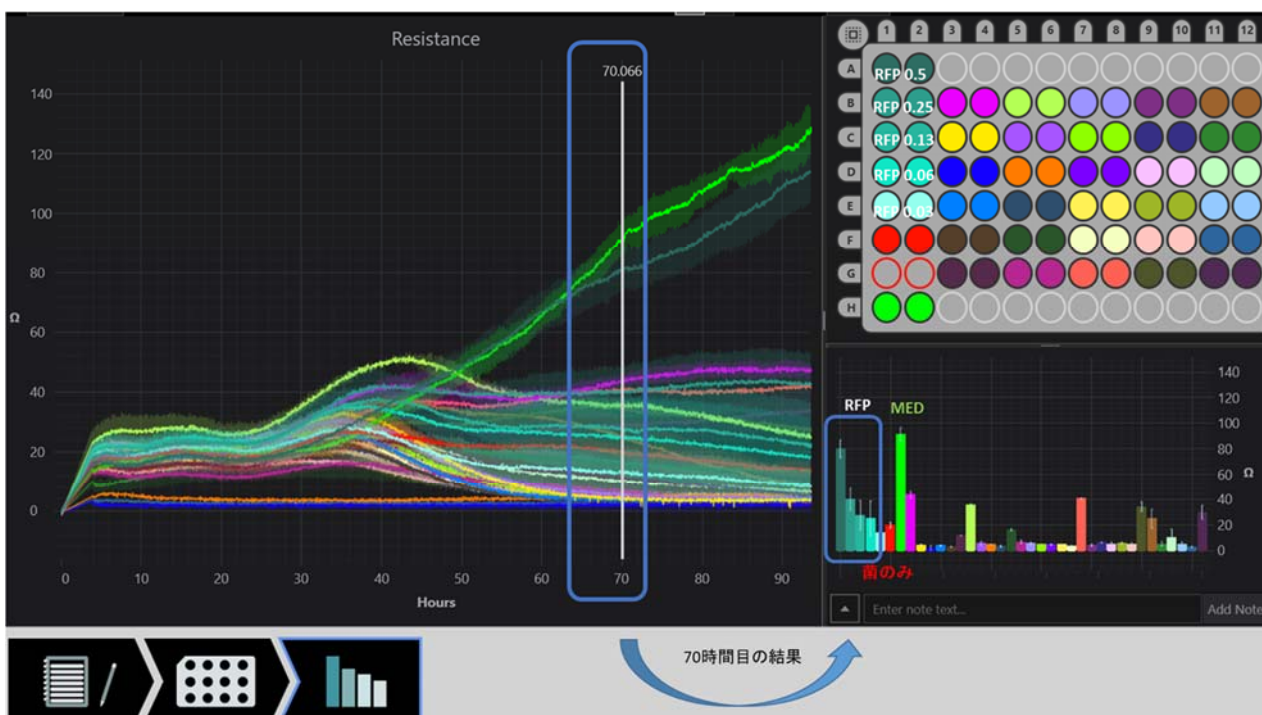 Resistance
70.066
140
120
100
80
60
40
20
0
Ω
0 10 20 30 40 50 60 70 80 90
Hours
1 2 3 4 5 6 7 8 9 10 11 12
A
RFP 0.5
B
RFP 0.25
C
RFP 0.13
D
RFP 0.06
E
RFP 0.03
F
G
H
RFP
MED
140
120
100
80
60
40
20
0
Ω
菌のみ
Enter note text...
Add Note
70時間目の結果